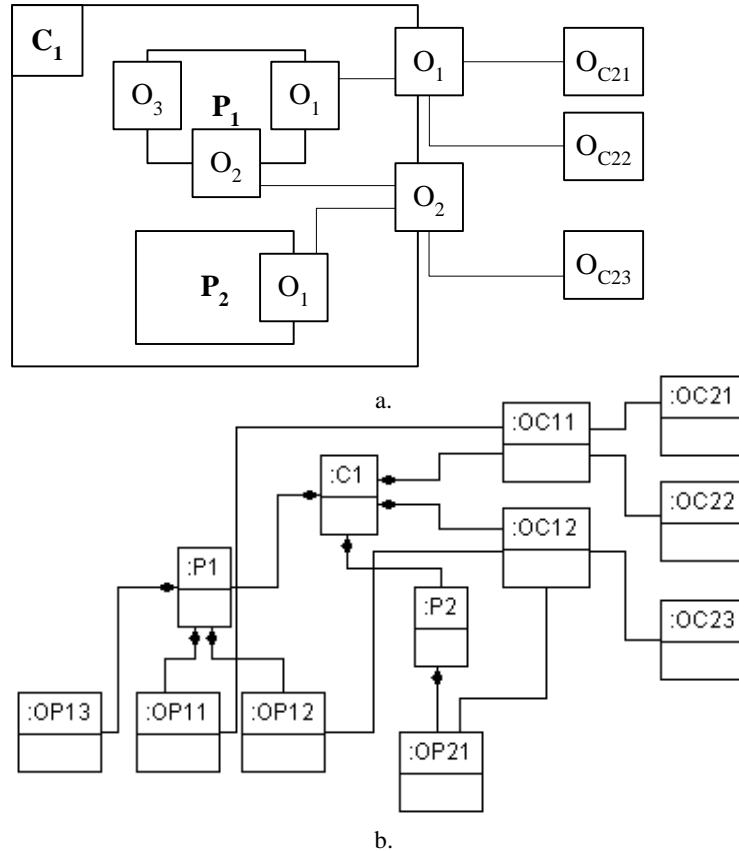 C1
O1
OC21
O3
P1
O1
OC22
O2
O2
P2
O1
OC23
a.
:OC21
:OC11
:C1
:OC22
:OC12
:P1
:P2
:OC23
:OP13
:OP11
:OP12
:OP21
b.